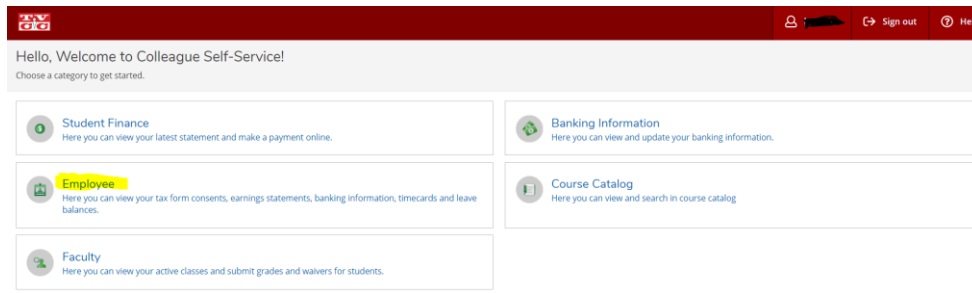 TV
CC
Sign out
He
Hello, Welcome to Colleague Self-Service!
Choose a category to get started.
Student Finance
Here you can view your latest statement and make a payment online.
Banking Information
Here you can view and update your banking information.
Employee
Here you can view your tax form consents, earnings statements, banking information, timecards and leave
balances.
Course Catalog
Here you can view and search in course catalog
Faculty
Here you can view your active classes and submit grades and waivers for students.